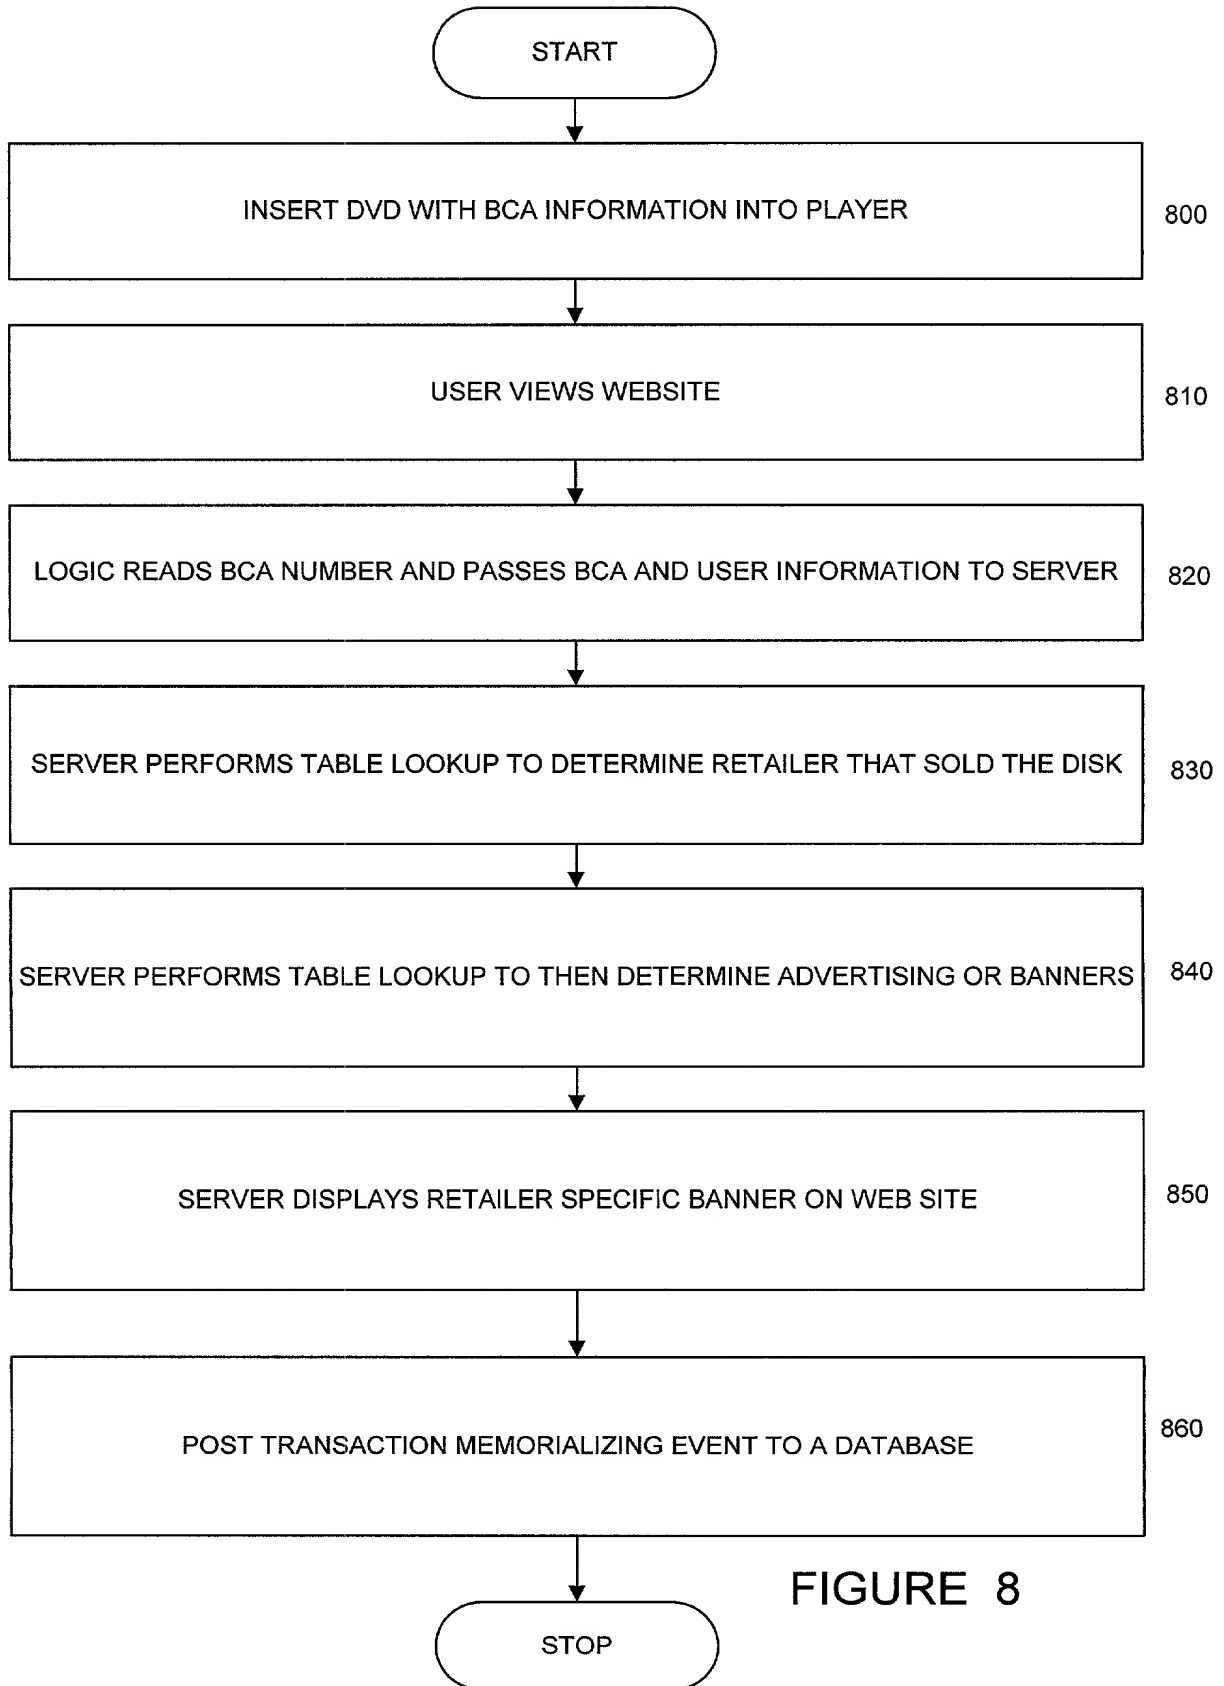 START
INSERT DVD WITH BCA INFORMATION INTO PLAYER
800
USER VIEWS WEBSITE
810
LOGIC READS BCA NUMBER AND PASSES BCA AND USER INFORMATION TO SERVER
820
SERVER PERFORMS TABLE LOOKUP TO DETERMINE RETAILER THAT SOLD THE DISK
830
SERVER PERFORMS TABLE LOOKUP TO THEN DETERMINE ADVERTISING OR BANNERS
840
SERVER DISPLAYS RETAILER SPECIFIC BANNER ON WEB SITE
850
POST TRANSACTION MEMORIALIZING EVENT TO A DATABASE
860
FIGURE 8
STOP